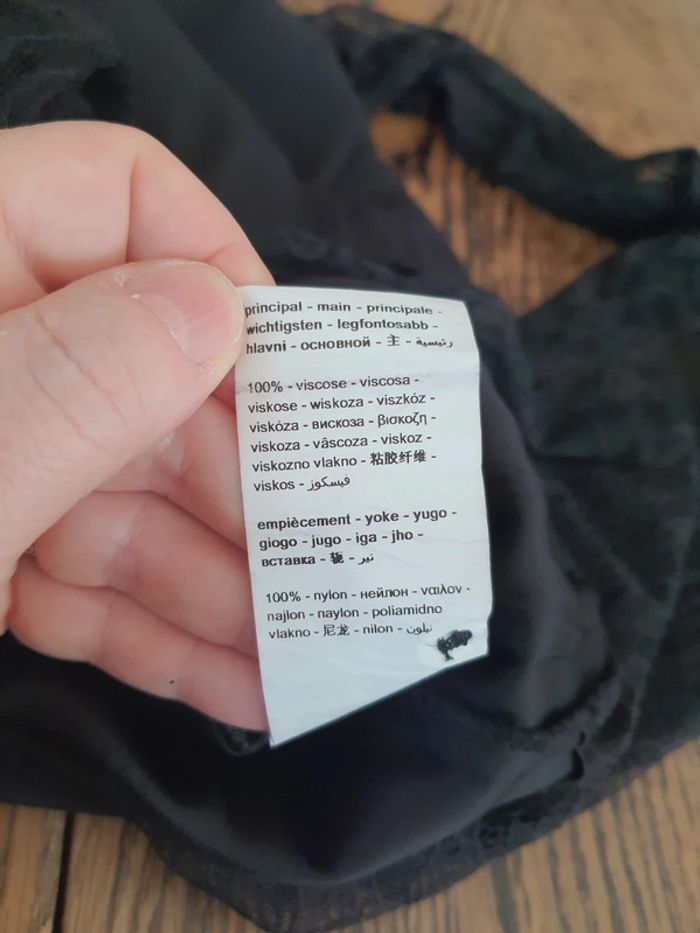 principal - main - principale -
wichtigsten - legfontosabb -
hlavni - основной - 主 - رئيسية
100% - viscose - viscosa -
viskose - wiskoza - viszkóz -
viskóza - вискоза - βισκοζη -
viskoza - vâscoza - viskoz -
viskozno vlakno - 粘胶纤维 -
viskos - فيسكوز
empiècement - yoke - yugo -
giogo - jugo - iga - jho -
вставка - 轭 - نير
100% - nylon - нейлон - ναιλον -
najlon - naylon - poliamidno
vlakno - 尼龙 - nilon - نيلون